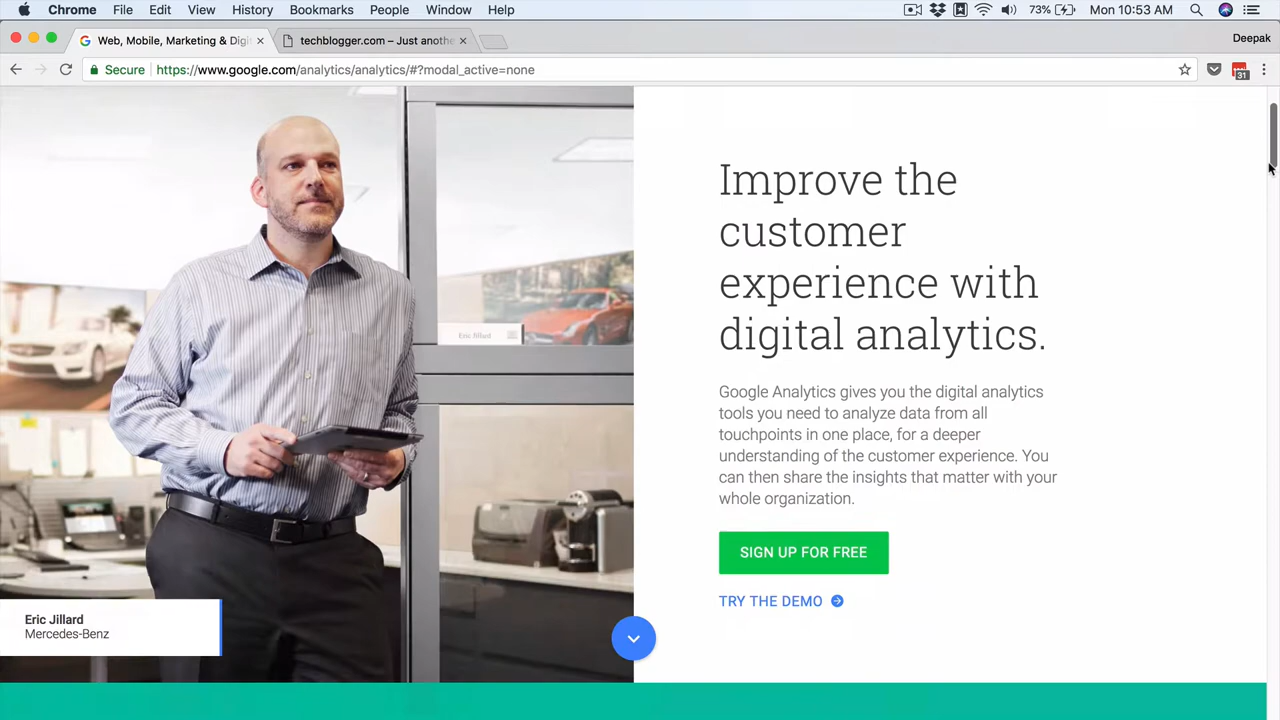 Chrome File Edit View History Bookmarks People Window Help 73% Mon 10:53 AM
Web, Mobile, Marketing & Digi techblogger.com – Just anothe Deepak
Secure https://www.google.com/analytics/analytics/#?modal_active=none 31
Improve the
customer
experience with
digital analytics.
Google Analytics gives you the digital analytics
tools you need to analyze data from all
touchpoints in one place, for a deeper
understanding of the customer experience. You
can then share the insights that matter with your
whole organization.
SIGN UP FOR FREE
TRY THE DEMO
Eric Jillard
Eric Jillard
Mercedes-Benz